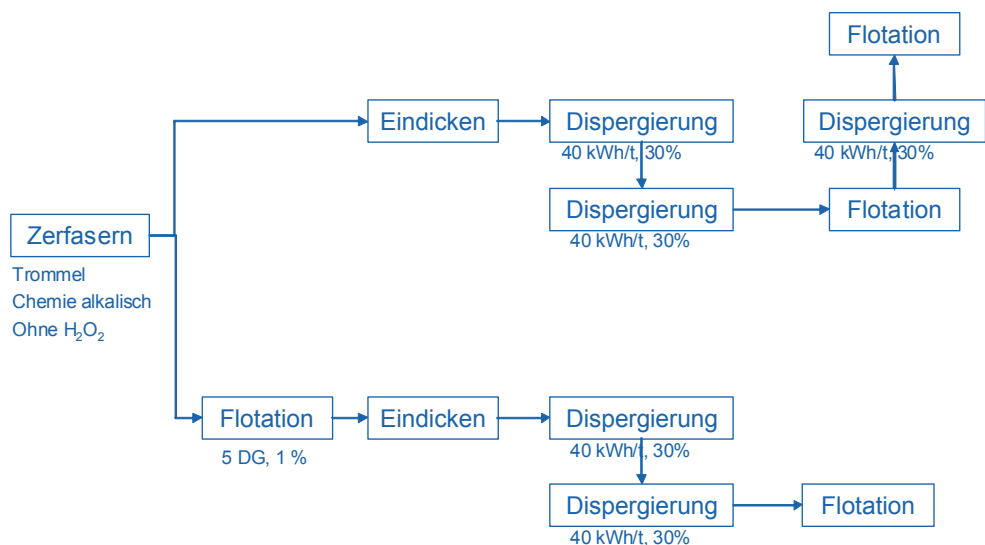 Flotation
Eindicken
Dispergierung
Dispergierung
40 kWh/t, 30%
40 kWh/t, 30%
Dispergierung
Flotation
40 kWh/t, 30%
Zerfasern
Trommel
Chemie alkalisch
Ohne H₂O₂
Flotation
Eindicken
Dispergierung
5 DG, 1 %
40 kWh/t, 30%
Dispergierung
Flotation
40 kWh/t, 30%